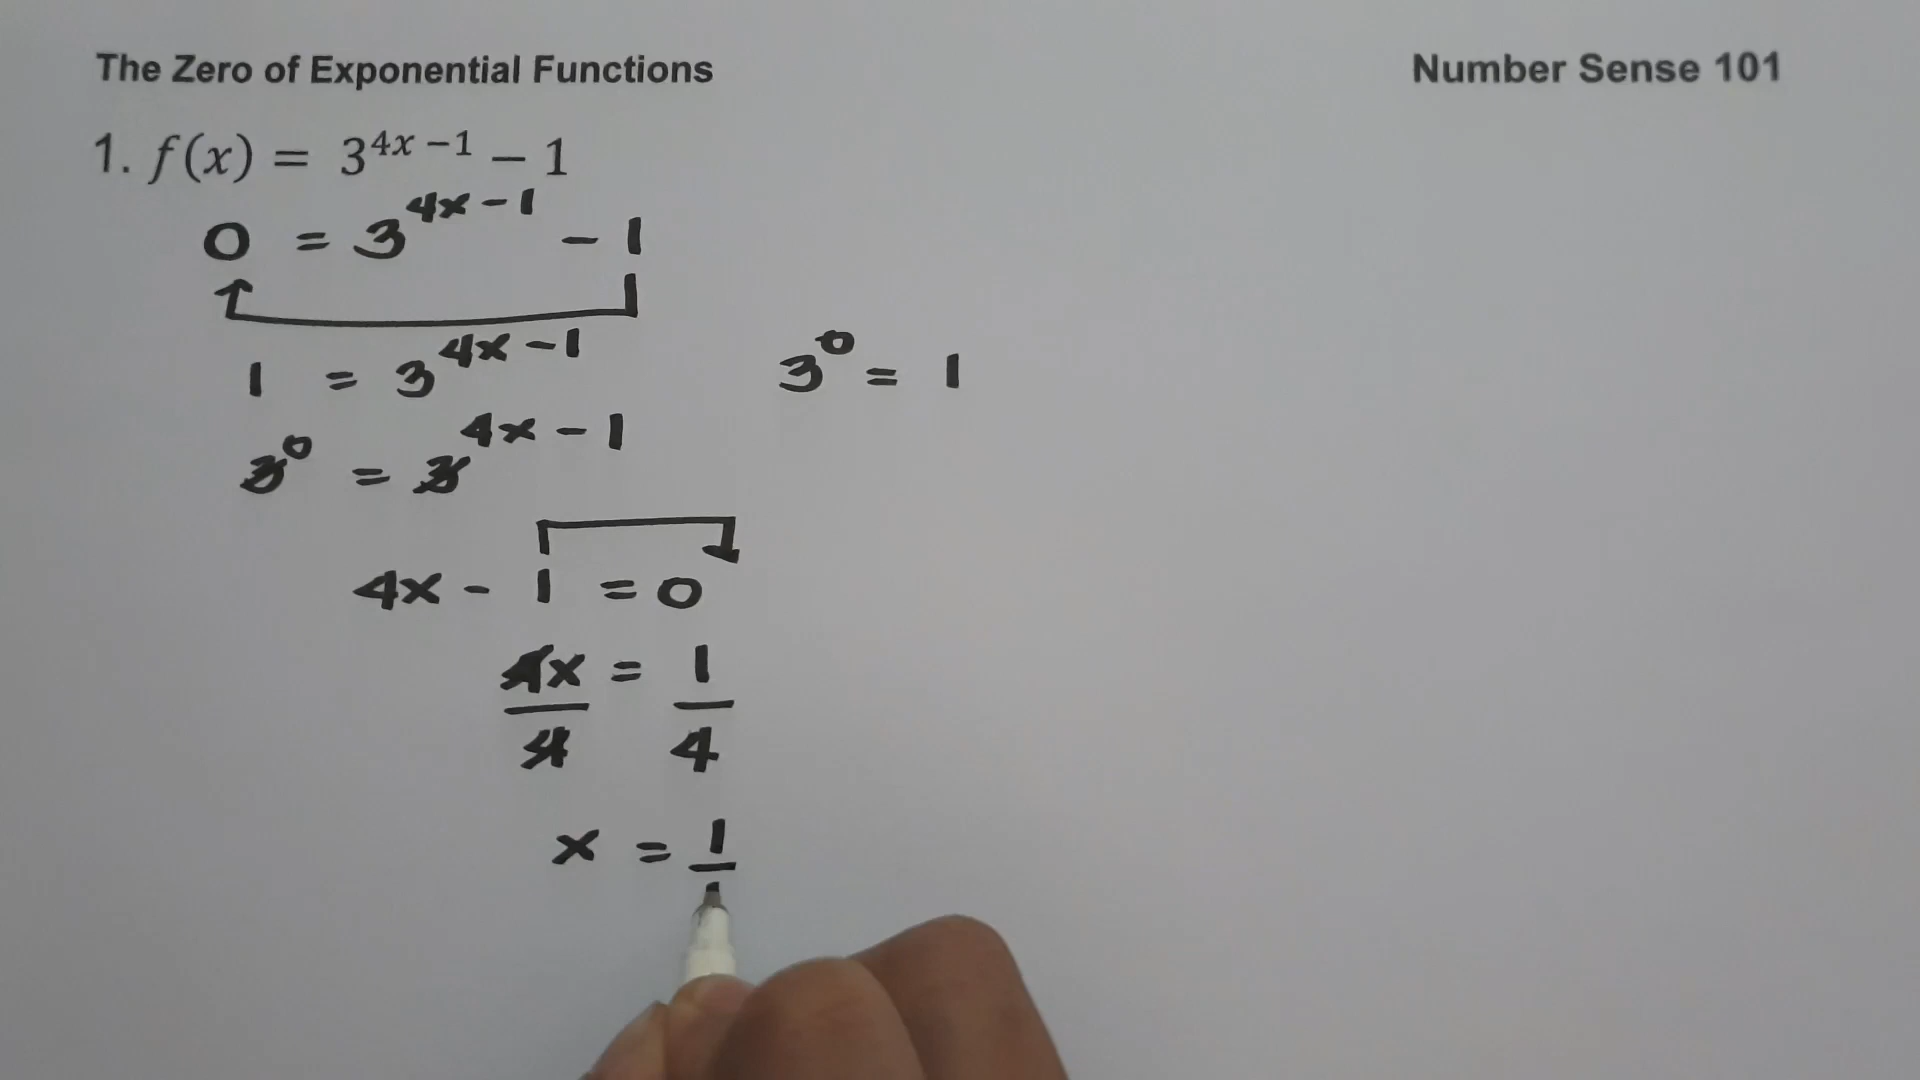 The Zero of Exponential Functions
Number Sense 101
1. f(x) = 3^{4x-1} - 1
0 = 3^{4x-1} - 1
1 = 3^{4x-1}
3^0 = 1
3^0 = 3^{4x-1}
4x - 1 = 0
4x/4 = 1/4
x = 1/